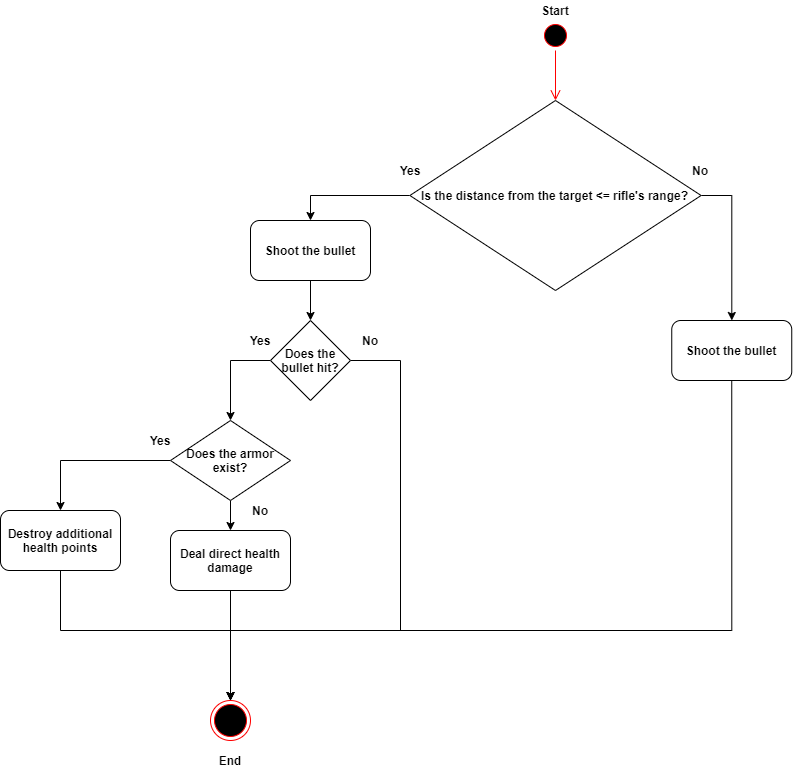 Start
Yes
No
Is the distance from the target <= rifle's range?
Shoot the bullet
Yes
No
Does the
bullet hit?
Shoot the bullet
Yes
Does the armor
exist?
No
Destroy additional
health points
Deal direct health
damage
End